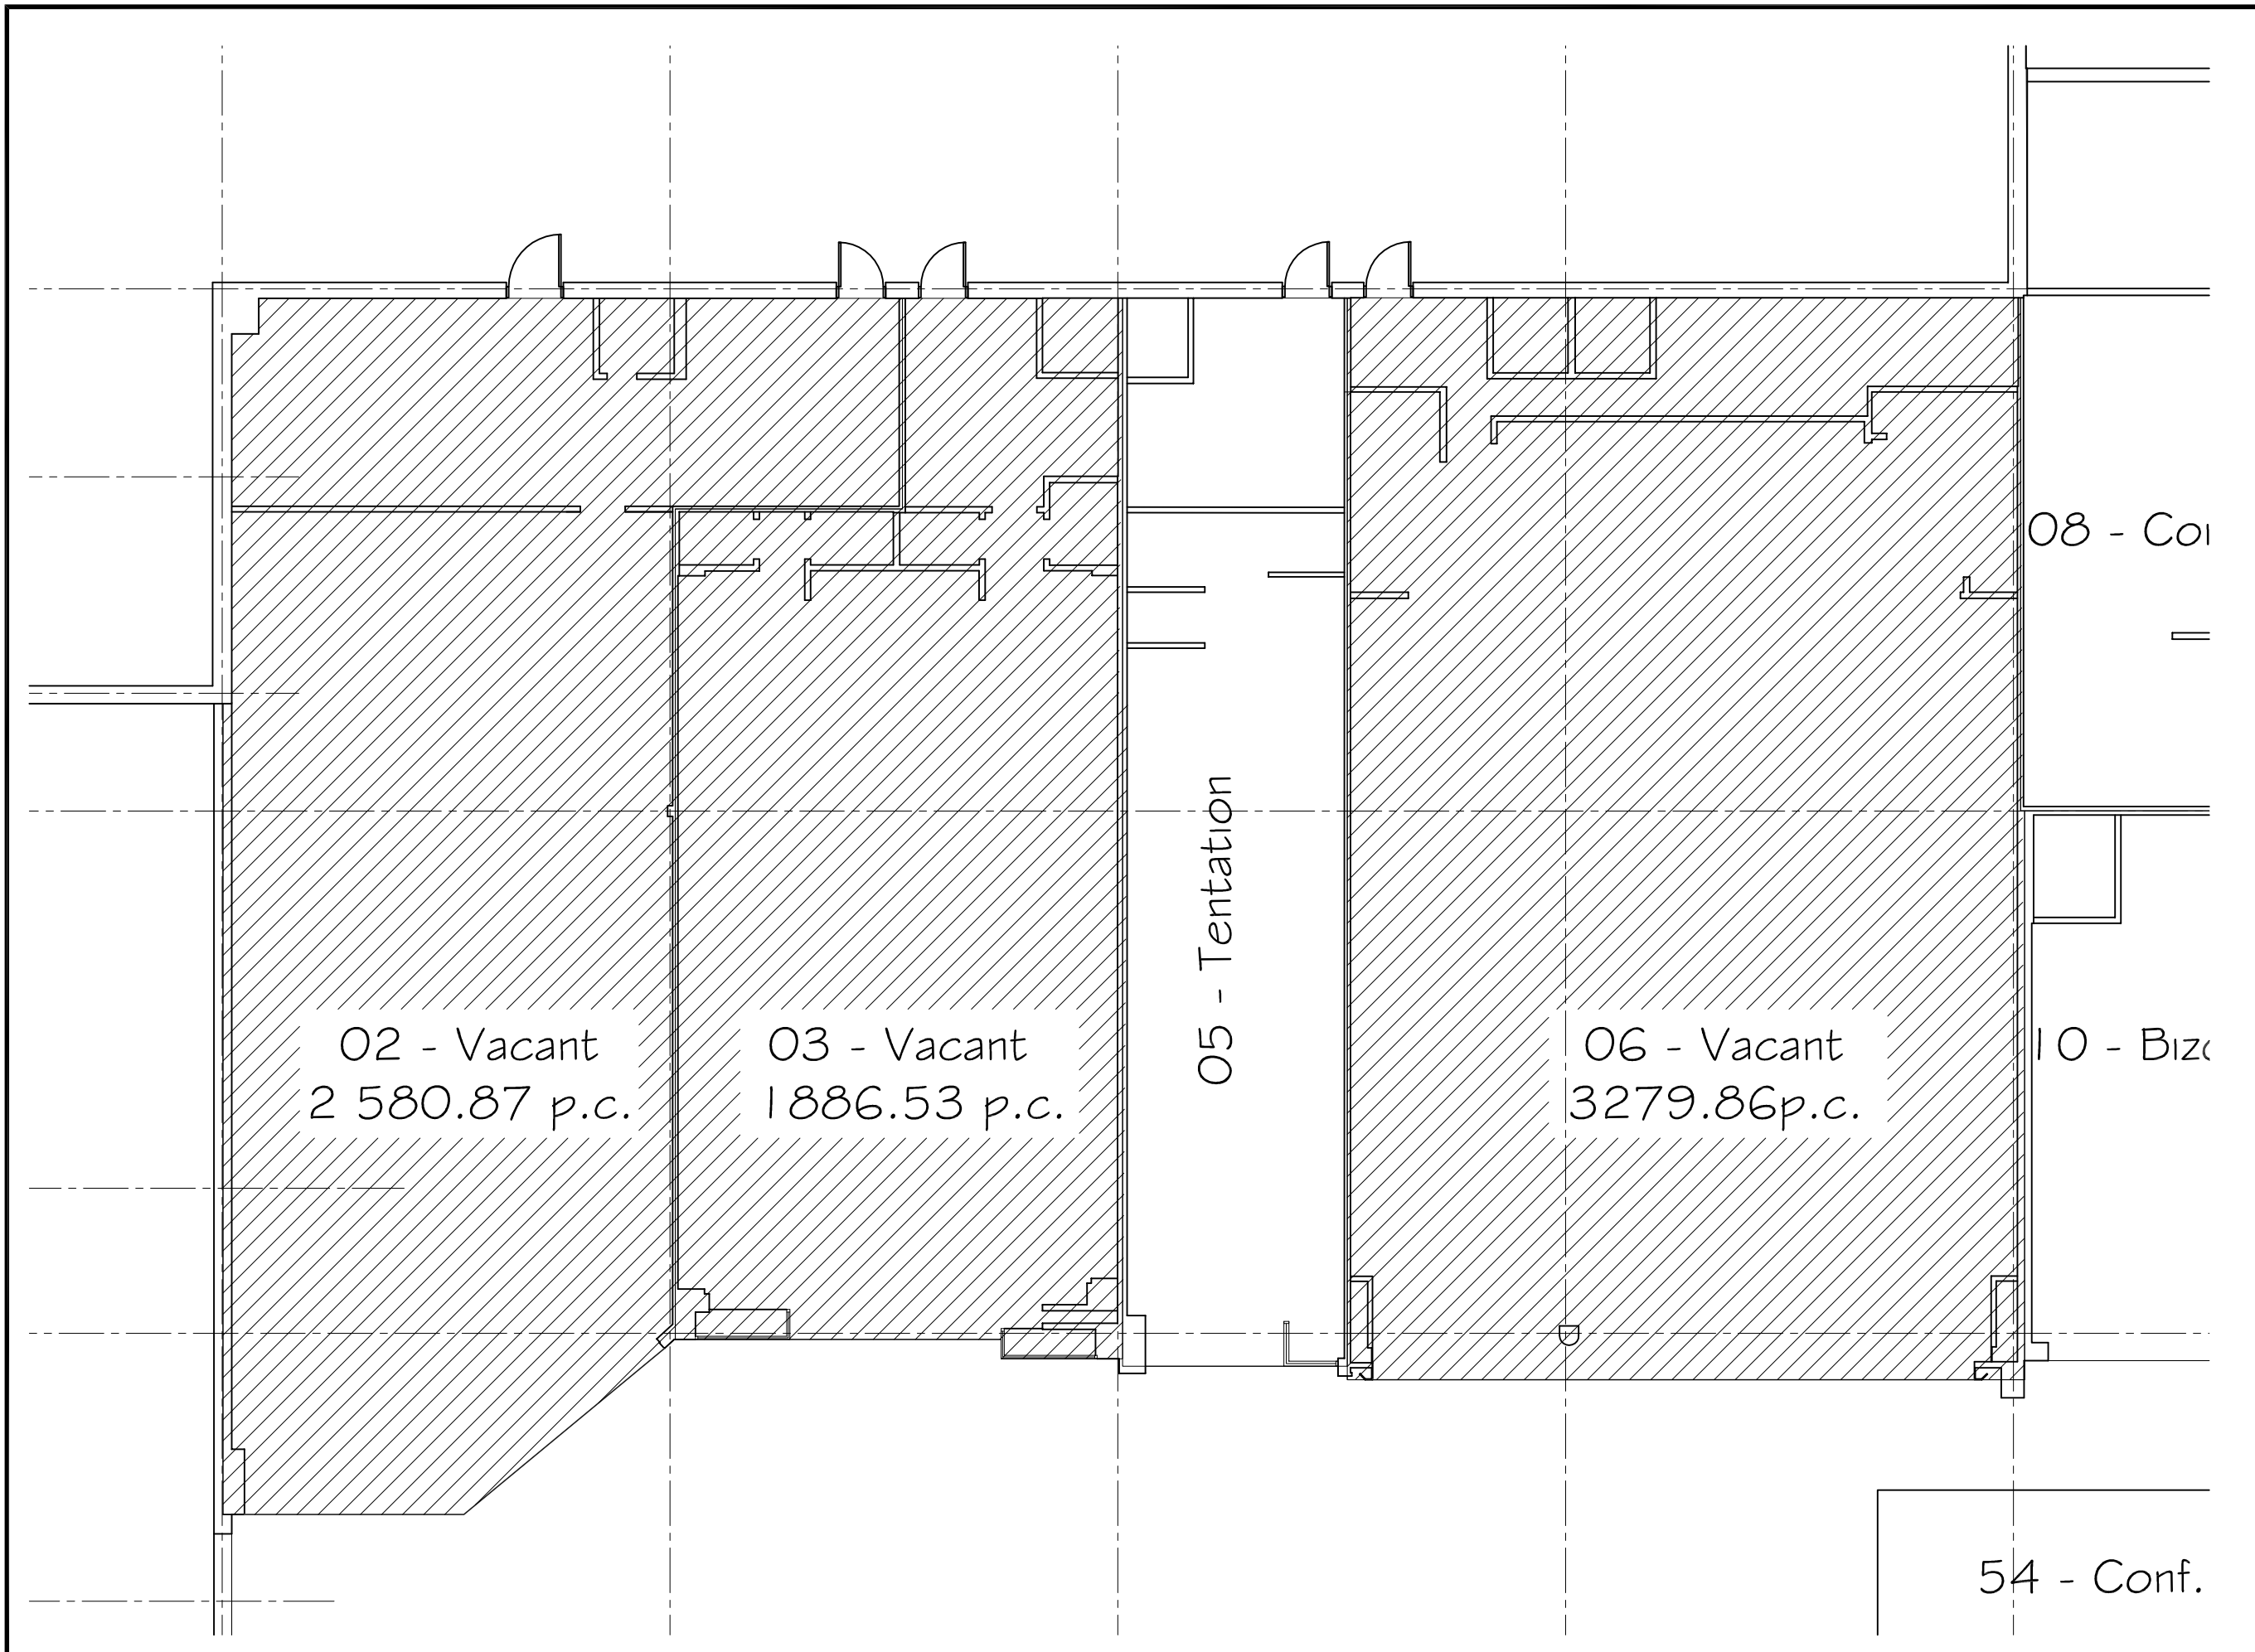 08 - Co
02 - Vacant
2 580.87 p.c.
03 - Vacant
1886.53 p.c.
05 - Tentation
06 - Vacant
3279.86p.c.
10 - Biz
54 - Conf.